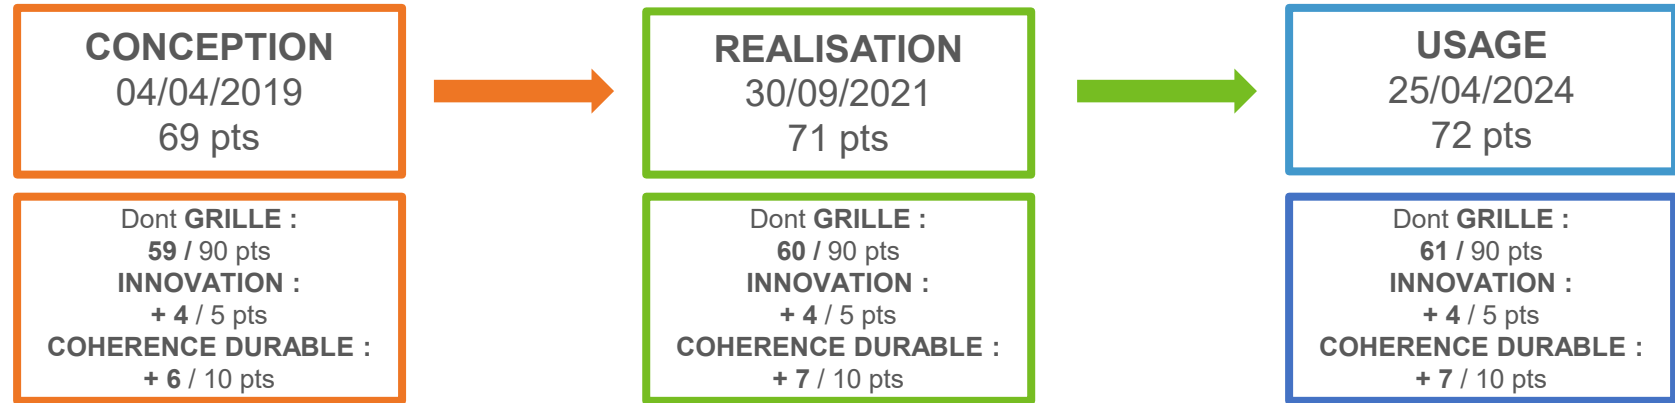 CONCEPTION
04/04/2019
69 pts
REALISATION
30/09/2021
71 pts
USAGE
25/04/2024
72 pts
Dont GRILLE :
59 / 90 pts
INNOVATION :
+ 4 / 5 pts
COHERENCE DURABLE :
+ 6 / 10 pts
Dont GRILLE :
60 / 90 pts
INNOVATION :
+ 4 / 5 pts
COHERENCE DURABLE :
+ 7 / 10 pts
Dont GRILLE :
61 / 90 pts
INNOVATION :
+ 4 / 5 pts
COHERENCE DURABLE :
+ 7 / 10 pts